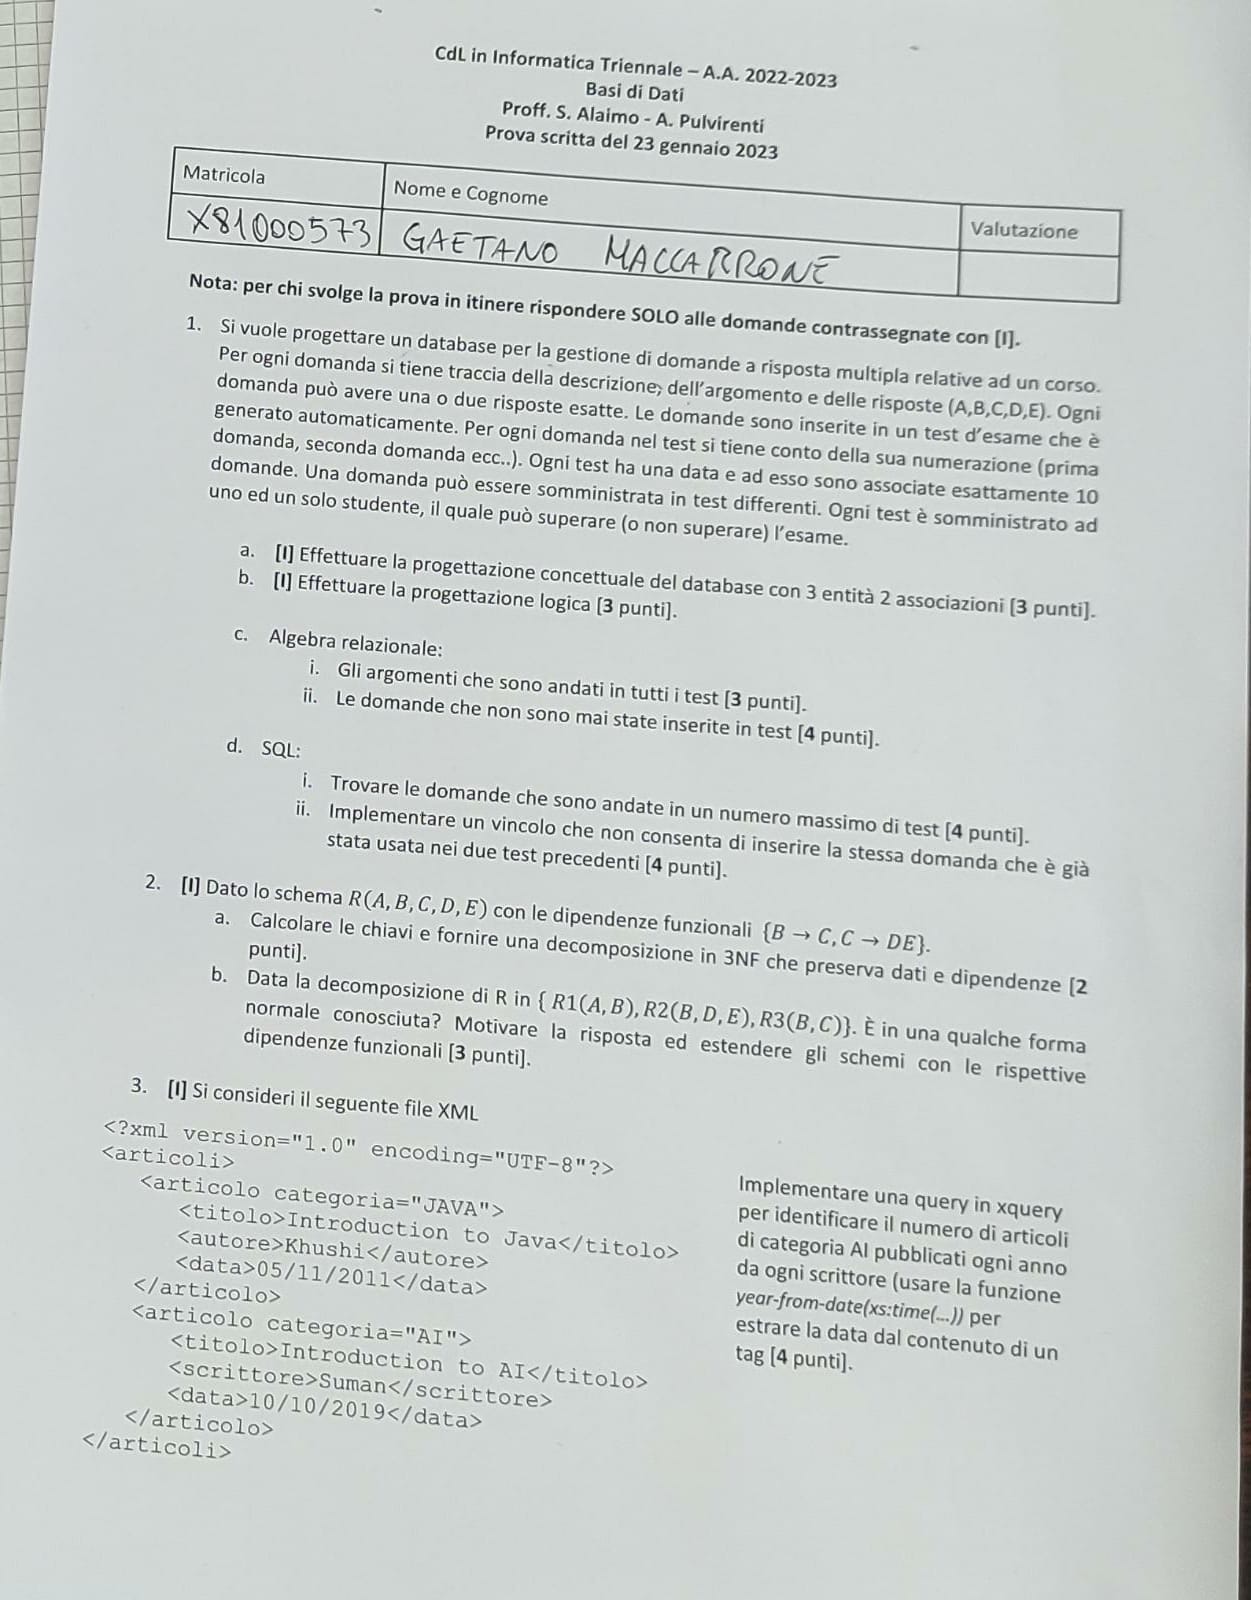 CdL in Informatica Triennale – A.A. 2022-2023
Basi di Dati
Proff. S. Alaimo - A. Pulvirenti
Prova scritta del 23 gennaio 2023
Matricola Nome e Cognome Valutazione
X81000573 GAETANO MACCARRONE
Nota: per chi svolge la prova in itinere rispondere SOLO alle domande contrassegnate con [I].
1. Si vuole progettare un database per la gestione di domande a risposta multipla relative ad un corso.
Per ogni domanda si tiene traccia della descrizione, dell'argomento e delle risposte (A,B,C,D,E). Ogni
domanda può avere una o due risposte esatte. Le domande sono inserite in un test d'esame che è
generato automaticamente. Per ogni domanda nel test si tiene conto della sua numerazione (prima
domanda, seconda domanda ecc..). Ogni test ha una data e ad esso sono associate esattamente 10
domande. Una domanda può essere somministrata in test differenti. Ogni test è somministrato ad
uno ed un solo studente, il quale può superare (o non superare) l'esame.
a. [I] Effettuare la progettazione concettuale del database con 3 entità 2 associazioni [3 punti].
b. [I] Effettuare la progettazione logica [3 punti].
c. Algebra relazionale:
i. Gli argomenti che sono andati in tutti i test [3 punti].
ii. Le domande che non sono mai state inserite in test [4 punti].
d. SQL:
i. Trovare le domande che sono andate in un numero massimo di test [4 punti].
ii. Implementare un vincolo che non consenta di inserire la stessa domanda che è già
stata usata nei due test precedenti [4 punti].
2. [I] Dato lo schema R(A, B, C, D, E) con le dipendenze funzionali {B → C, C → DE}.
a. Calcolare le chiavi e fornire una decomposizione in 3NF che preserva dati e dipendenze [2
punti].
b. Data la decomposizione di R in { R1(A, B), R2(B, D, E), R3(B, C)}. È in una qualche forma
normale conosciuta? Motivare la risposta ed estendere gli schemi con le rispettive
dipendenze funzionali [3 punti].
3. [I] Si consideri il seguente file XML
<?xml version="1.0" encoding="UTF-8"?>
<articoli>
<articolo categoria="JAVA">
<titolo>Introduction to Java</titolo>
<autore>Khushi</autore>
<data>05/11/2011</data>
</articolo>
<articolo categoria="AI">
<titolo>Introduction to AI</titolo>
<scrittore>Suman</scrittore>
<data>10/10/2019</data>
</articolo>
</articoli>
Implementare una query in xquery
per identificare il numero di articoli
di categoria AI pubblicati ogni anno
da ogni scrittore (usare la funzione
year-from-date(xs:time(...)) per
estrare la data dal contenuto di un
tag [4 punti].